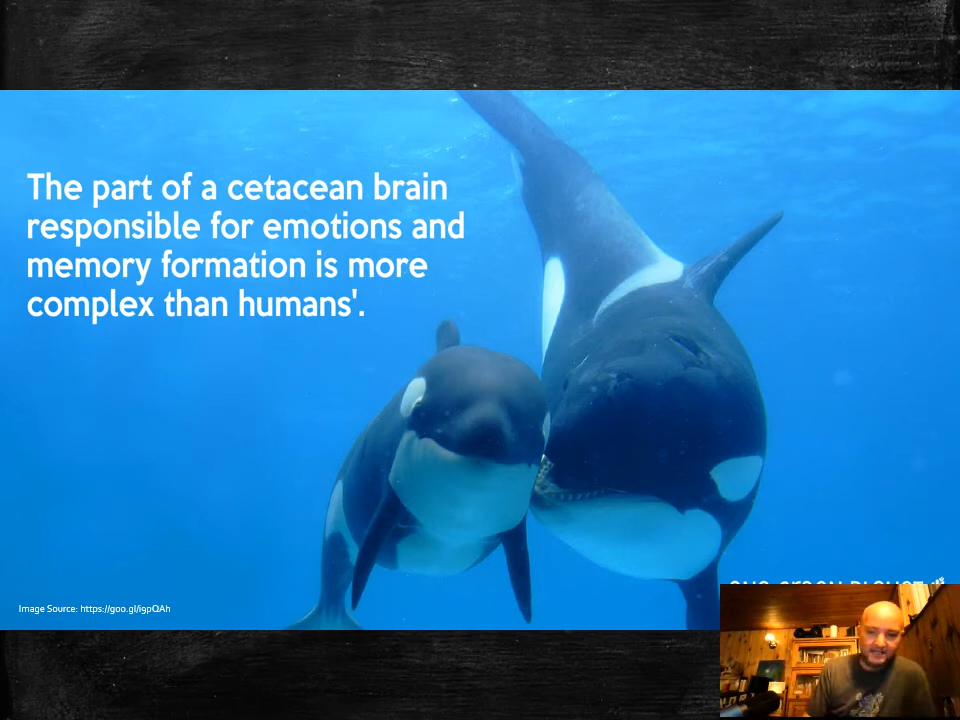 The part of a cetacean brain
responsible for emotions and
memory formation is more
complex than humans'.
Image Source: https://goo.gl/i9pQAh